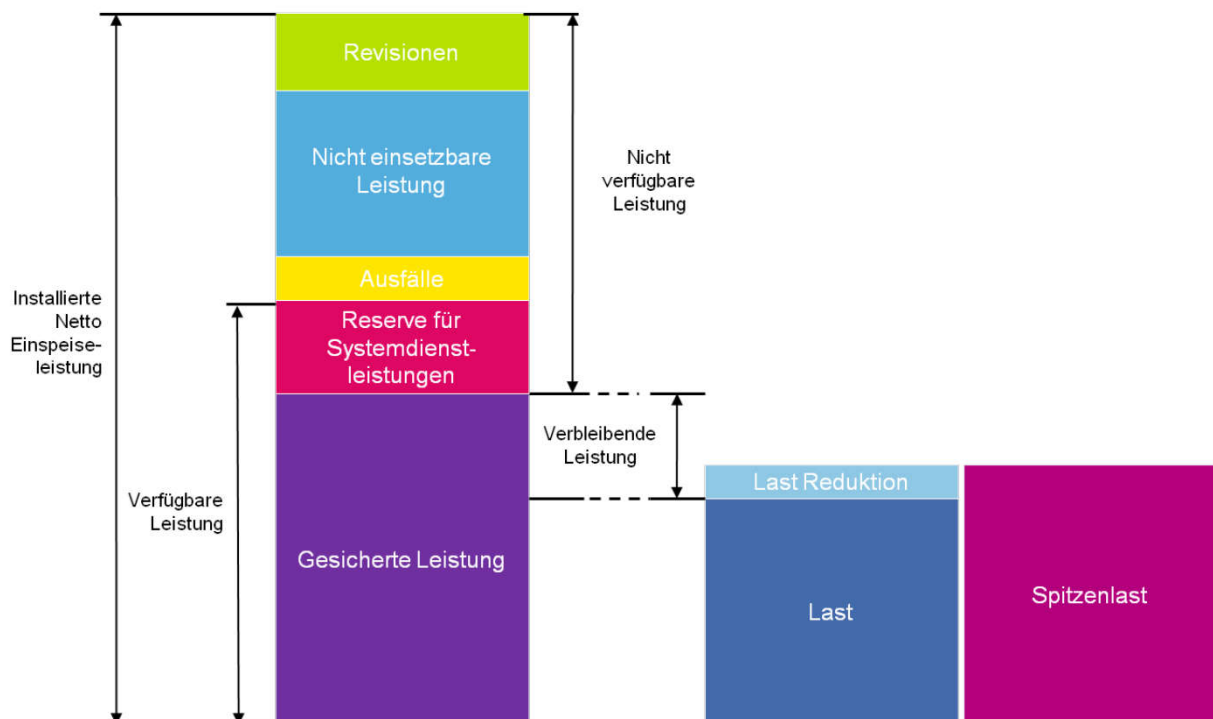 Revisionen
Nicht einsetzbare
Leistung
Ausfälle
Reserve für
Systemdienst-
leistungen
Gesicherte Leistung
Installierte
Netto
Einspeise-
leistung
Verfügbare
Leistung
Nicht
verfügbare
Leistung
Verbleibende
Leistung
Last Reduktion
Last
Spitzenlast